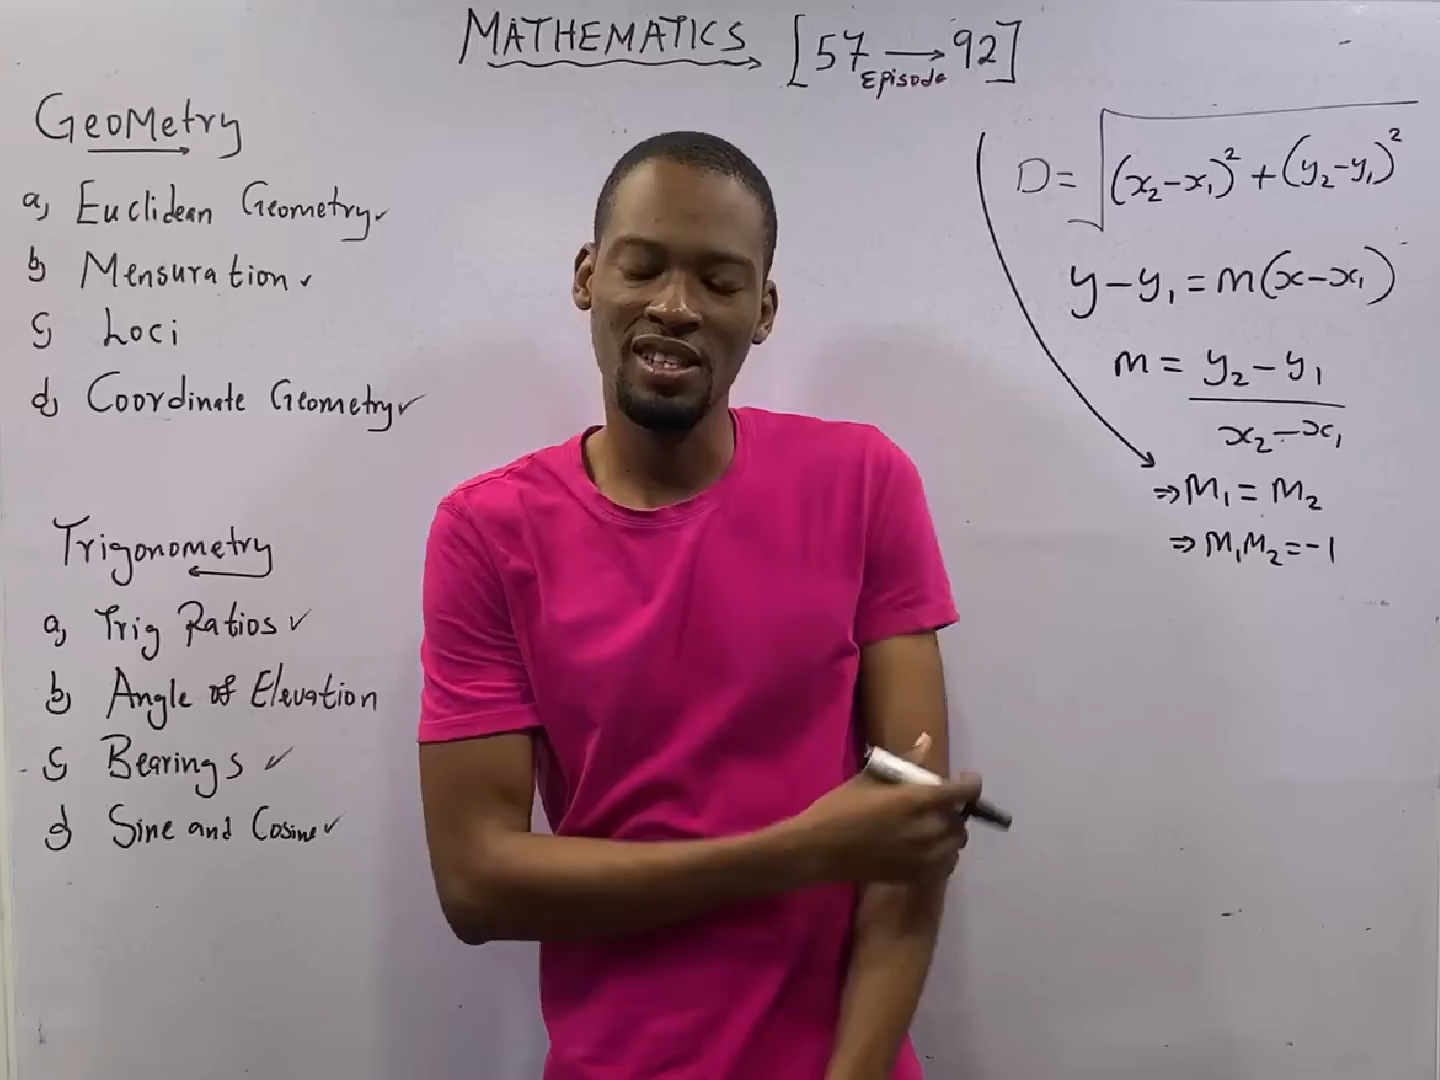 MATHEMATICS [57 → 92]
Episode
Geometry
a, Euclidean Geometry
b, Mensuration
c, Loci
d, Coordinate Geometry
Trigonometry
a, Trig Ratios ✓
b, Angle of Elevation
c, Bearings ✓
d, Sine and Cosine ✓
D = √(x₂-x₁)² + (y₂-y₁)²
y-y₁ = m(x-x₁)
m = y₂-y₁
x₂-x₁
⇒ M₁ = M₂
⇒ M₁M₂ = -1